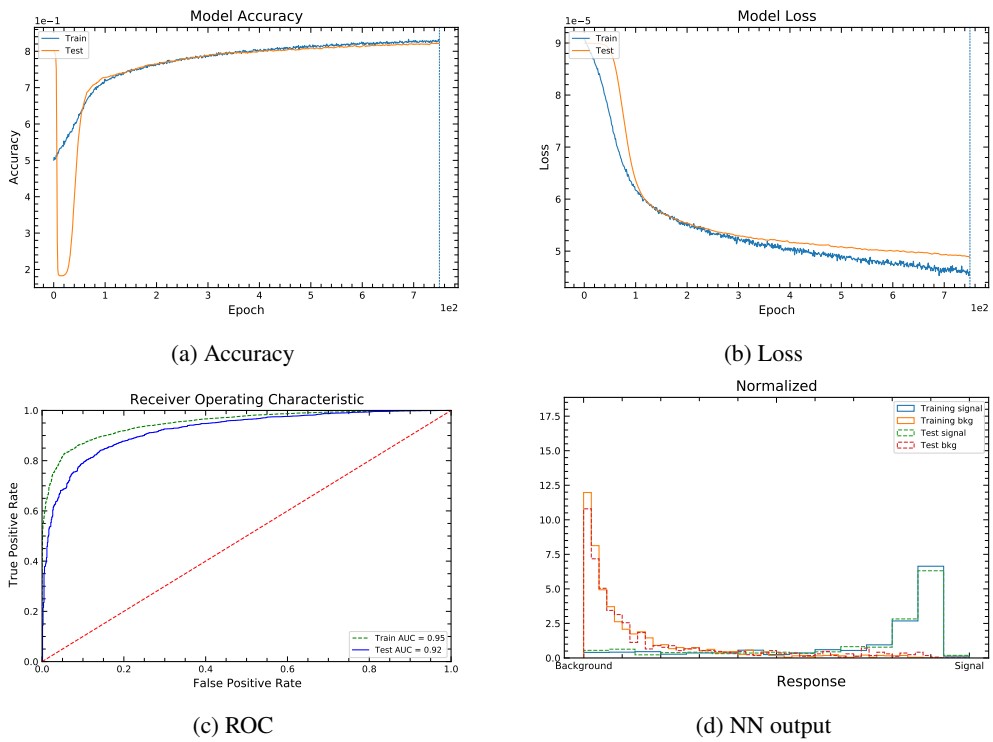 Model Accuracy
1e−1
Train
Test
8
7
6
5
4
3
2
Accuracy
0 1 2 3 4 5 6 7
1e2
Epoch
(a) Accuracy
Model Loss
1e−5
Train
Test
9
8
7
6
5
Loss
0 1 2 3 4 5 6 7
1e2
Epoch
(b) Loss
Receiver Operating Characteristic
1.0
0.8
0.6
0.4
0.2
0.0
True Positive Rate
Train AUC = 0.95
Test AUC = 0.92
0.0 0.2 0.4 0.6 0.8 1.0
False Positive Rate
(c) ROC
Normalized
Training signal
Training bkg
Test signal
Test bkg
17.5
15.0
12.5
10.0
7.5
5.0
2.5
0.0
Background Signal
Response
(d) NN output